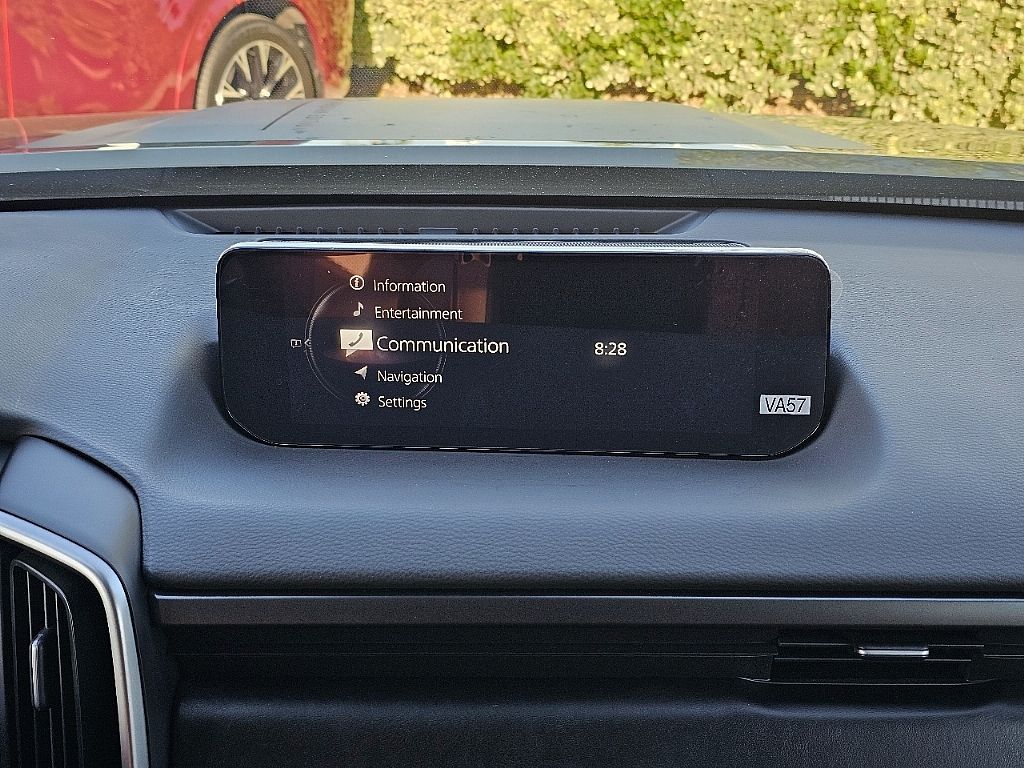 Information
Entertainment
Communication
8:28
Navigation
Settings
VA57